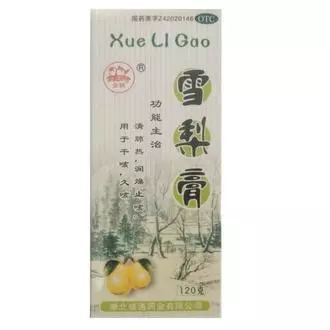 国药准字Z42020146
OTC
Xue LI Gao
®
雪梨膏
功能主治
清肺热,润燥止咳。
用于干咳,久咳。
120克